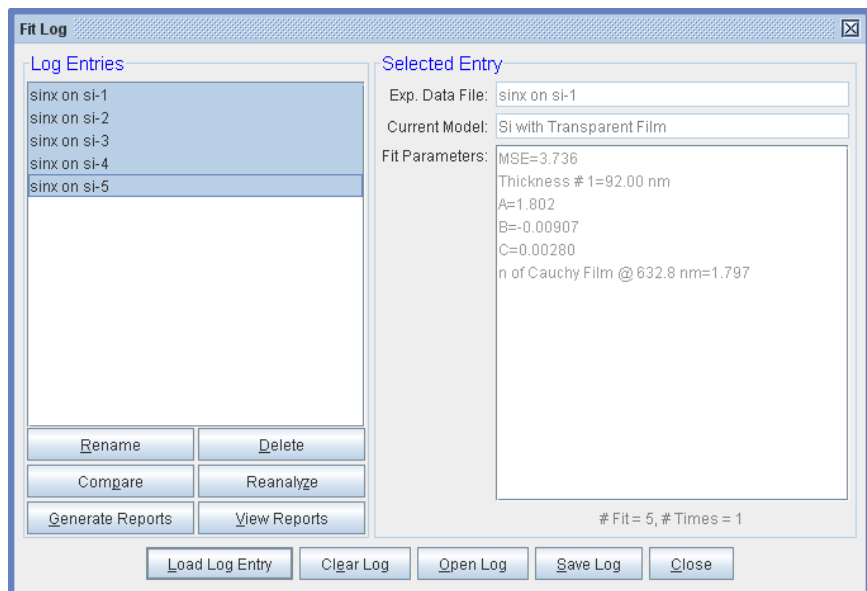 Fit Log
Log Entries
sinx on si-1
sinx on si-2
sinx on si-3
sinx on si-4
sinx on si-5
Rename
Delete
Compare
Reanalyze
Generate Reports
View Reports
Selected Entry
Exp. Data File: sinx on si-1
Current Model: Si with Transparent Film
Fit Parameters: MSE=3.736
Thickness # 1=92.00 nm
A=1.802
B=-0.00907
C=0.00280
n of Cauchy Film @ 632.8 nm=1.797
# Fit = 5, # Times = 1
Load Log Entry
Clear Log
Open Log
Save Log
Close